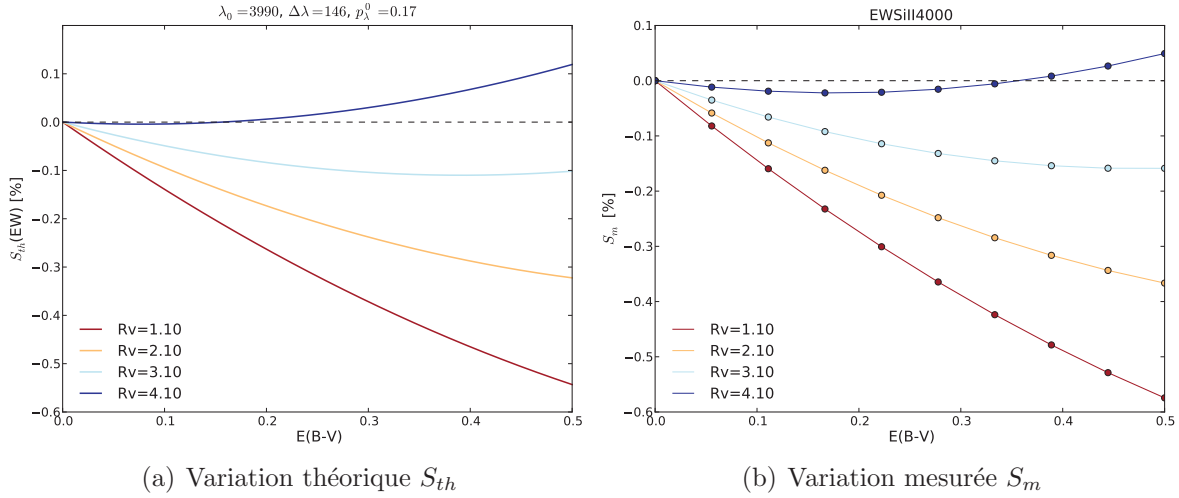 λ₀ =3990, Δλ=146, p⁰_λ =0.17
0.1
0.0
−0.1
−0.2
−0.3
−0.4
−0.5
−0.6
S_th(EW) [%]
Rv=1.10
Rv=2.10
Rv=3.10
Rv=4.10
0.0 0.1 0.2 0.3 0.4 0.5
E(B-V)
(a) Variation théorique S_th
EWSiII4000
0.0
−0.1
−0.2
−0.3
−0.4
−0.5
−0.6
S_m [%]
Rv=1.10
Rv=2.10
Rv=3.10
Rv=4.10
0.0 0.1 0.2 0.3 0.4 0.5
E(B-V)
(b) Variation mesurée S_m